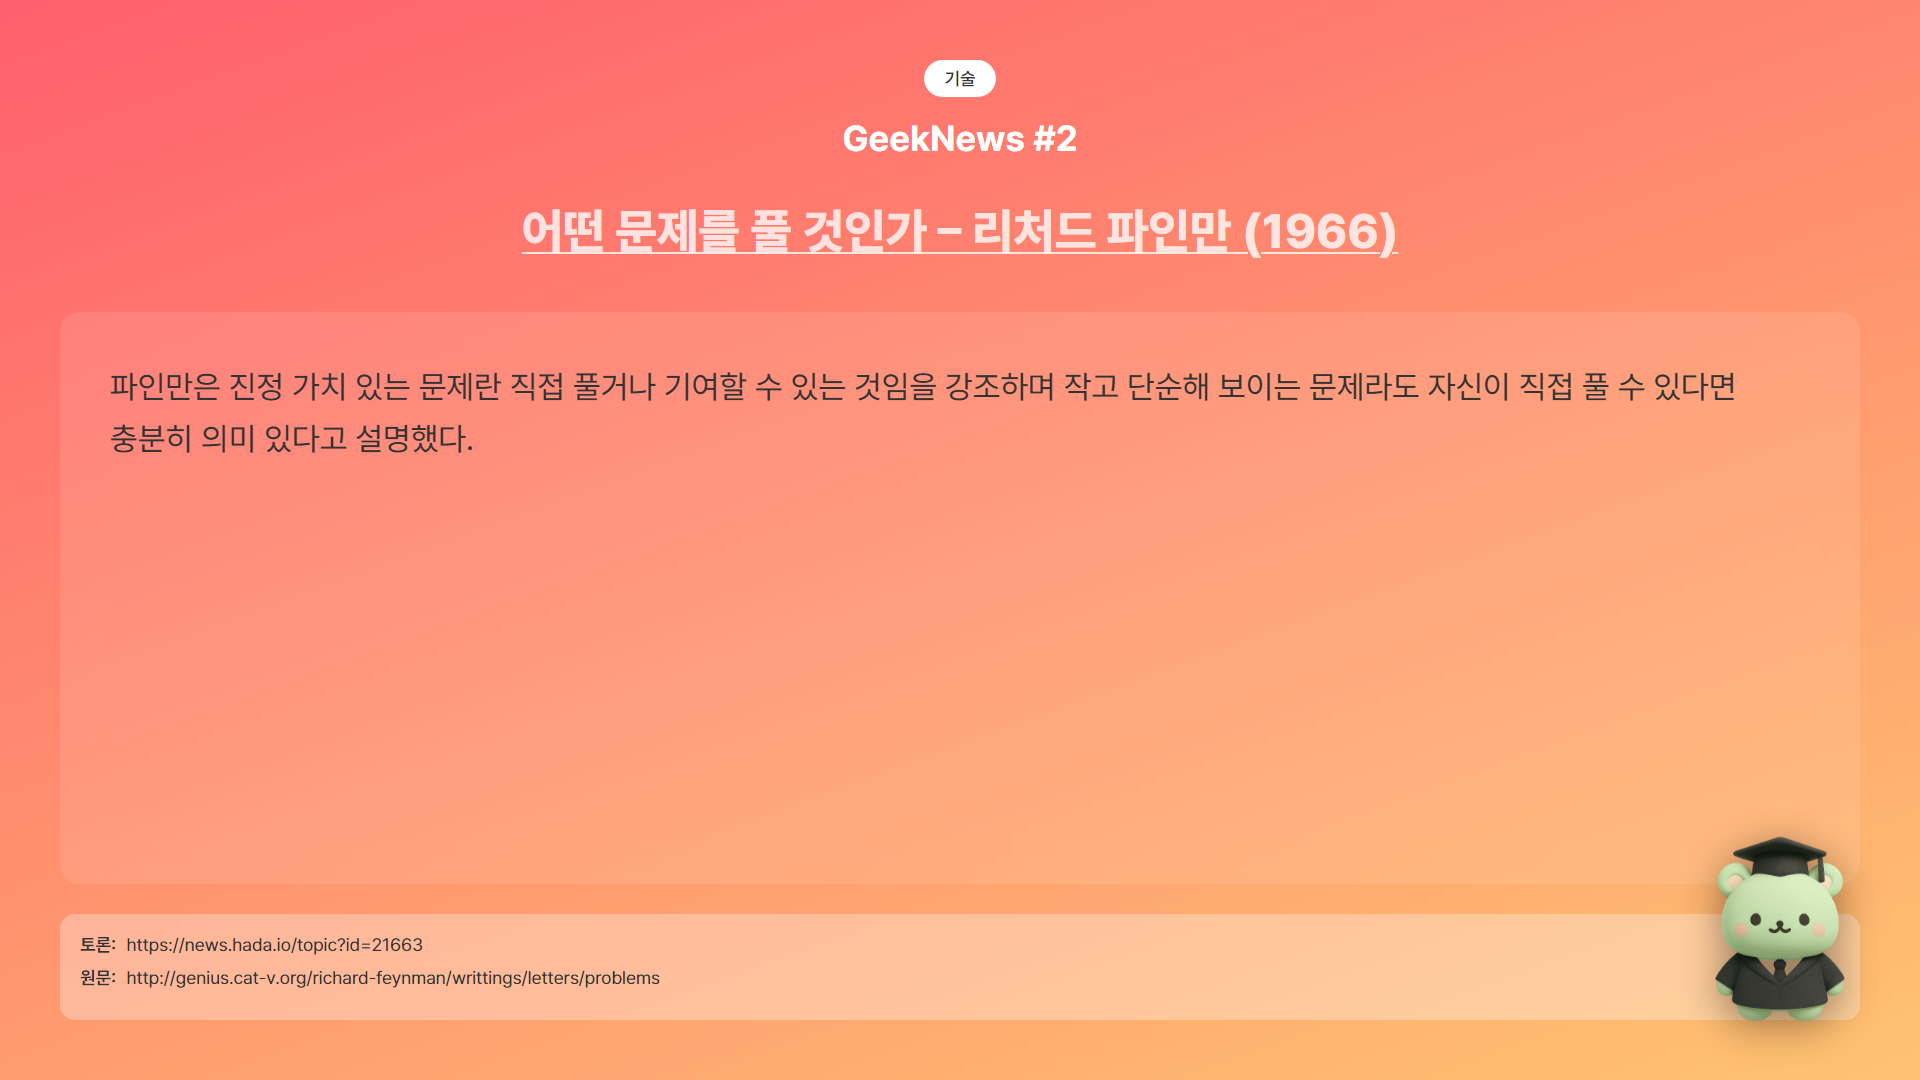 기술
GeekNews #2
어떤 문제를 풀 것인가 – 리처드 파인만 (1966)
파인만은 진정 가치 있는 문제란 직접 풀거나 기여할 수 있는 것임을 강조하며 작고 단순해 보이는 문제라도 자신이 직접 풀 수 있다면
충분히 의미 있다고 설명했다.
토론: https://news.hada.io/topic?id=21663
원문: http://genius.cat-v.org/richard-feynman/writtings/letters/problems